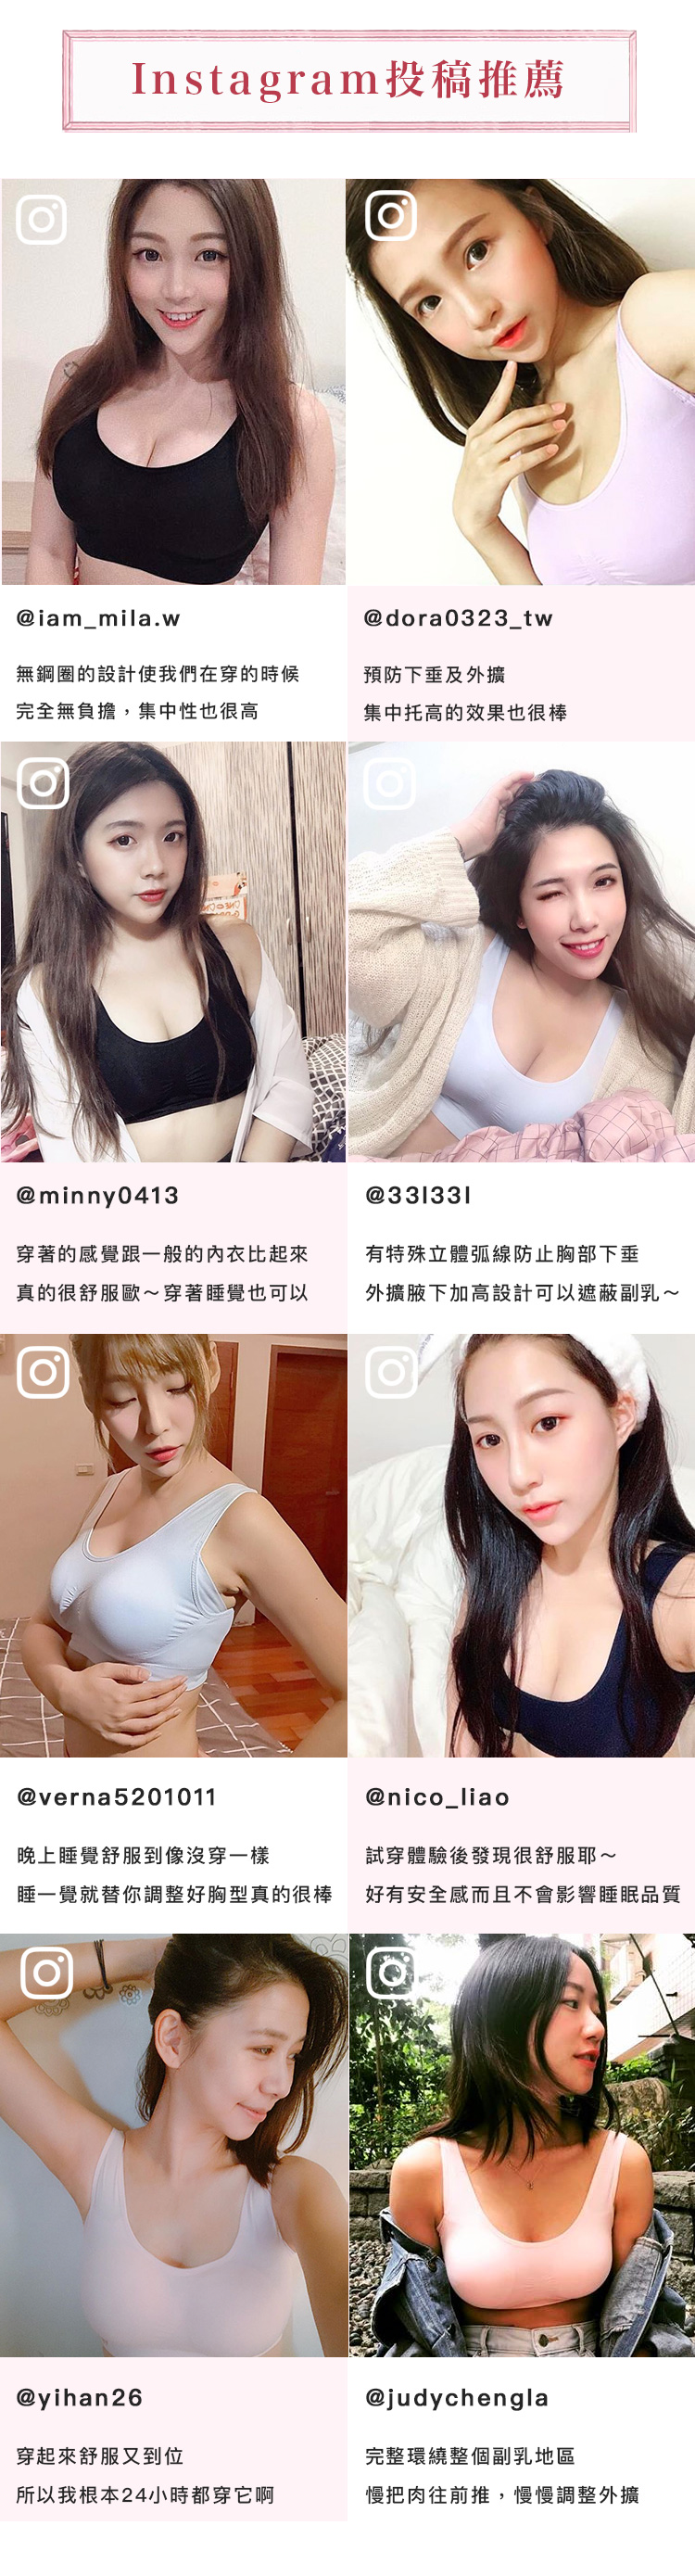 Instagram投稿推薦
@iam_mila.w
無鋼圈的設計使我們在穿的時候
完全無負擔，集中性也很高
@dora0323_tw
預防下垂及外擴
集中托高的效果也很棒
@minny0413
穿著的感覺跟一般的內衣比起來
真的很舒服歐～穿著睡覺也可以
@33l33l
有特殊立體弧線防止胸部下垂
外擴腋下加高設計可以遮蔽副乳～
@verna5201011
晚上睡覺舒服到像沒穿一樣
睡一覺就替你調整好胸型真的很棒
@nico_liao
試穿體驗後發現很舒服耶～
好有安全感而且不會影響睡眠品質
@yihan26
穿起來舒服又到位
所以我根本24小時都穿它啊
@judychengla
完整環繞整個副乳地區
慢把肉往前推，慢慢調整外擴